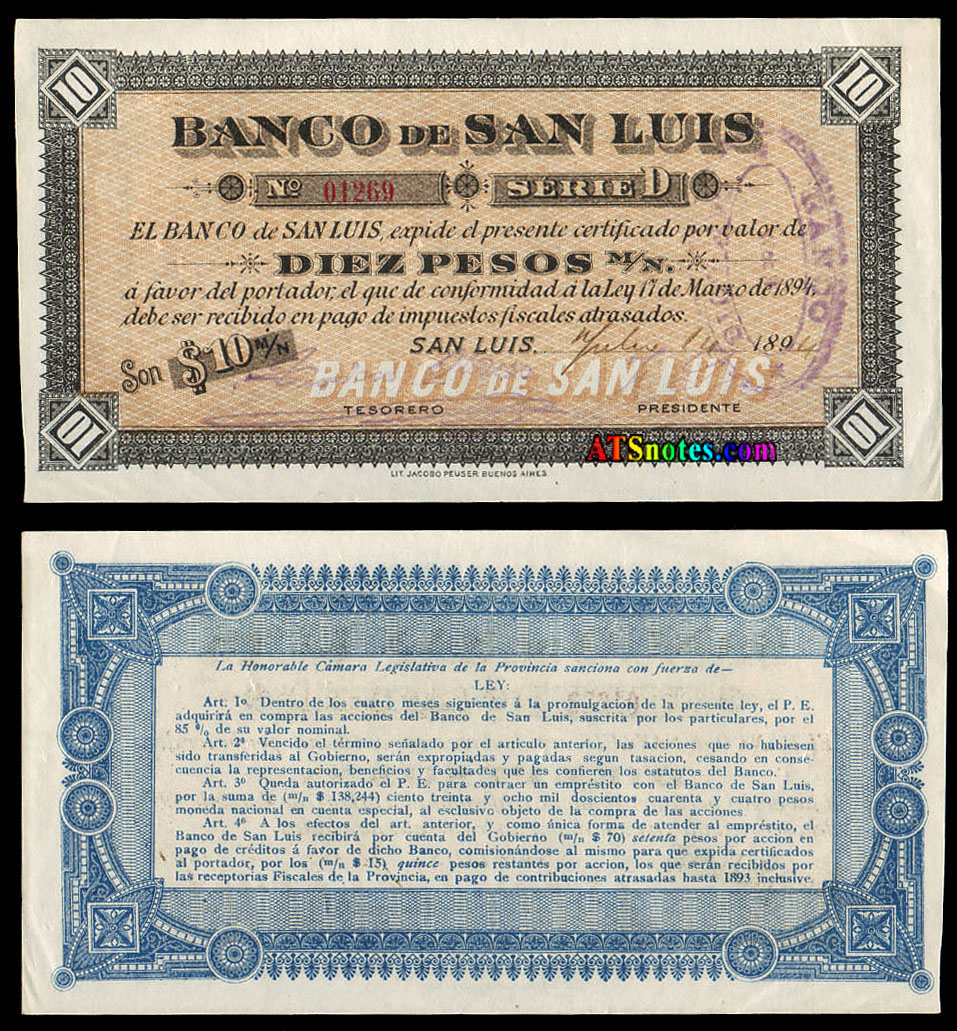 10 10
BANCO DE SAN LUIS
Nº 01269 SERIE D
EL BANCO de SAN LUIS, expide el presente certificado por valor de
DIEZ PESOS M/N.
á favor del portador, el que de conformidad á la Ley 17 de Marzo de 1894.
debe ser recibido en pago de impuestos fiscales atrasados.
SAN LUIS. Julio 14 1894
Son $ 10 M/N
BANCO DE SAN LUIS
TESORERO PRESIDENTE
10 10
BANCO
ATSnotes.com
LIT. JACOBO PEUSER BUENOS AIRES.
La Honorable Cámara Legislativa de la Provincia sanciona con fuerza de—
LEY:
Art: 1º Dentro de los cuatro meses siguientes á la promulgacion de la presente ley, el P. E.
adquirirá en compra las acciones del Banco de San Luis, suscrita por los particulares, por el
85 % de su valor nominal.
Art. 2º Vencido el término señalado por el articulo anterior, las acciones que no hubiesen
sido transferidas al Gobierno, serán expropiadas y pagadas segun tasacion, cesando en conse-
cuencia la representacion, beneficios y facultades que les confieren los estatutos del Banco.
Art. 3º Queda autorizado el P. E. para contraer un empréstito con el Banco de San Luis,
por la suma de (m/n $ 138,244) ciento treinta y ocho mil doscientos cuarenta y cuatro pesos
moneda nacional en cuenta especial, al exclusivo objeto de la compra de las acciones.
Art. 4º A los efectos del art. anterior, y como única forma de atender al empréstito, el
Banco de San Luis recibirá por cuenta del Gobierno (m/n $ 70) setenta pesos por accion en
pago de créditos á favor de dicho Banco, comisionándose al mismo para que expida certificados
al portador, por los (m/n $ 15) quince pesos restantes por accion, los que serán recibidos por
las receptorias Fiscales de la Provincia, en pago de contribuciones atrasadas hasta 1893 inclusive.